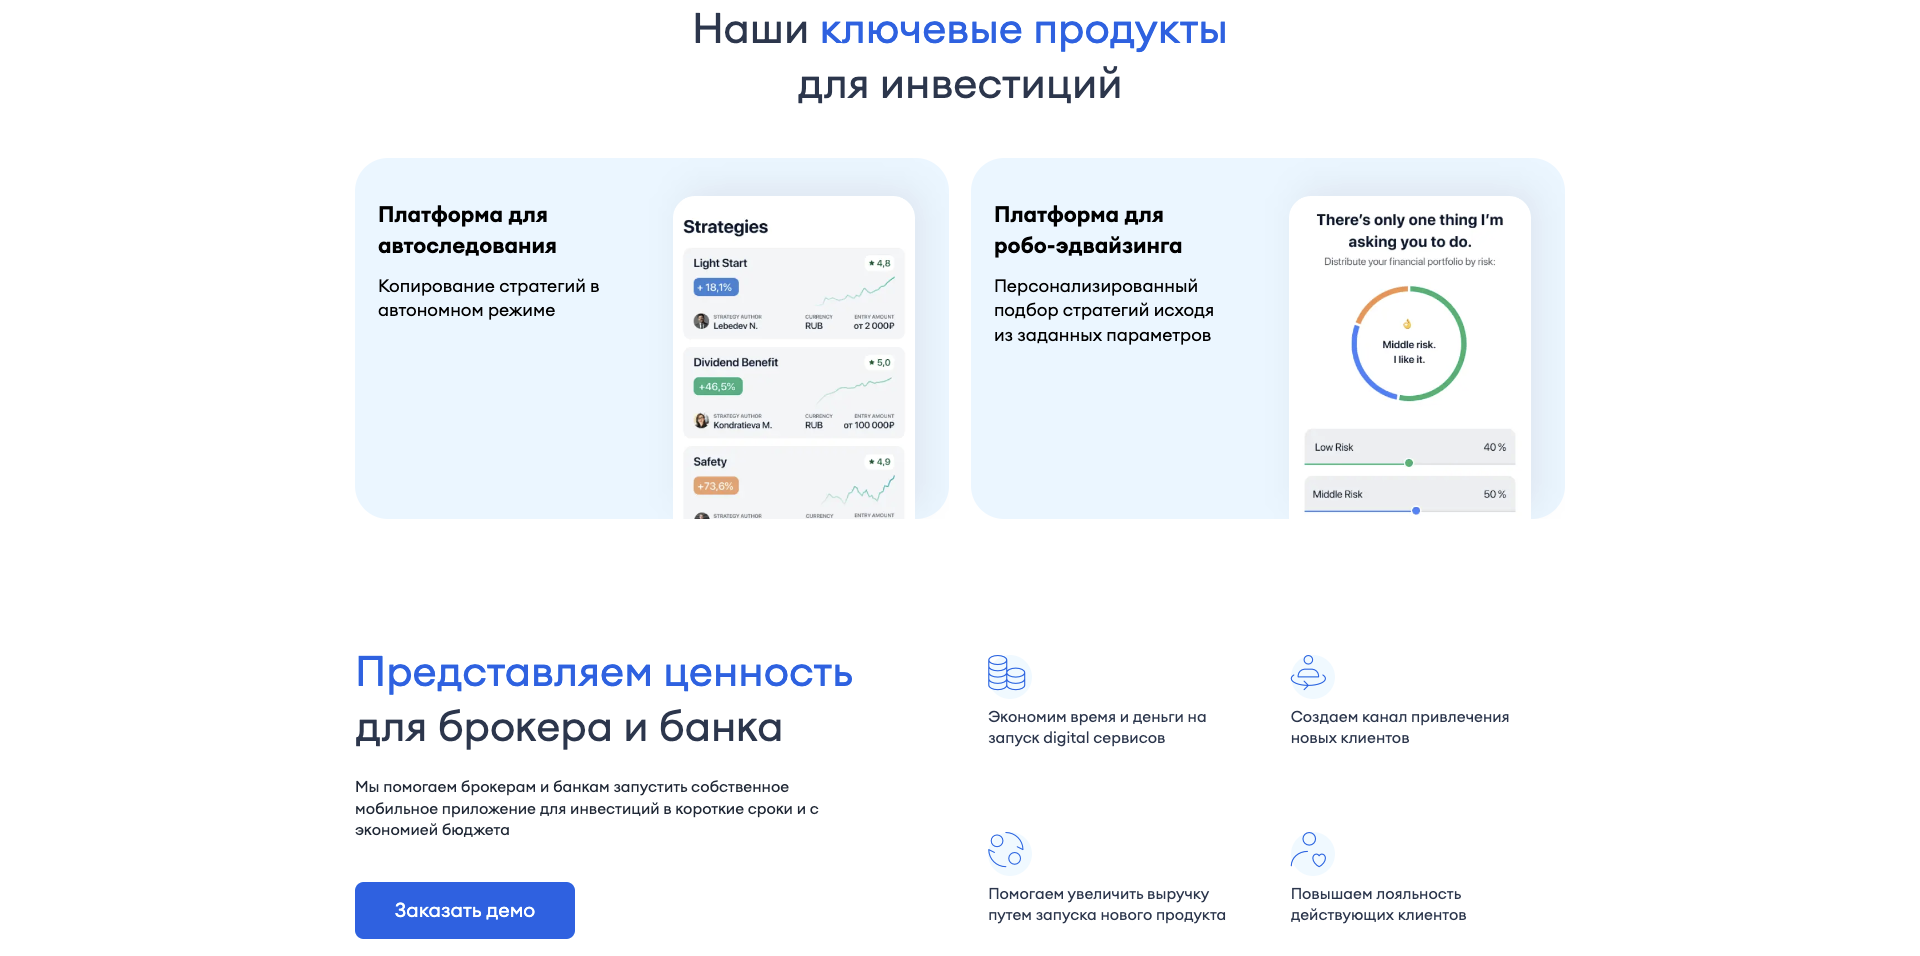 Наши ключевые продукты
для инвестиций
Платформа для
автоследования
Копирование стратегий в
автономном режиме
Strategies
Light Start
★ 4,8
+ 18,1%
STRATEGY AUTHOR
Lebedev N.
CURRENCY
RUB
ENTRY AMOUNT
от 2 000₽
Dividend Benefit
★ 5,0
+46,5%
STRATEGY AUTHOR
Kondratieva M.
CURRENCY
RUB
ENTRY AMOUNT
от 100 000₽
Safety
★ 4,9
+73,6%
STRATEGY AUTHOR
CURRENCY
ENTRY AMOUNT
Платформа для
робо-эдвайзинга
Персонализированный
подбор стратегий исходя
из заданных параметров
There’s only one thing I’m
asking you to do.
Distribute your financial portfolio by risk:
👌
Middle risk.
I like it.
Low Risk
40 %
Middle Risk
50 %
Представляем ценность
для брокера и банка
Мы помогаем брокерам и банкам запустить собственное
мобильное приложение для инвестиций в короткие сроки и с
экономией бюджета
Заказать демо
Экономим время и деньги на
запуск digital сервисов
Создаем канал привлечения
новых клиентов
Помогаем увеличить выручку
путем запуска нового продукта
Повышаем лояльность
действующих клиентов